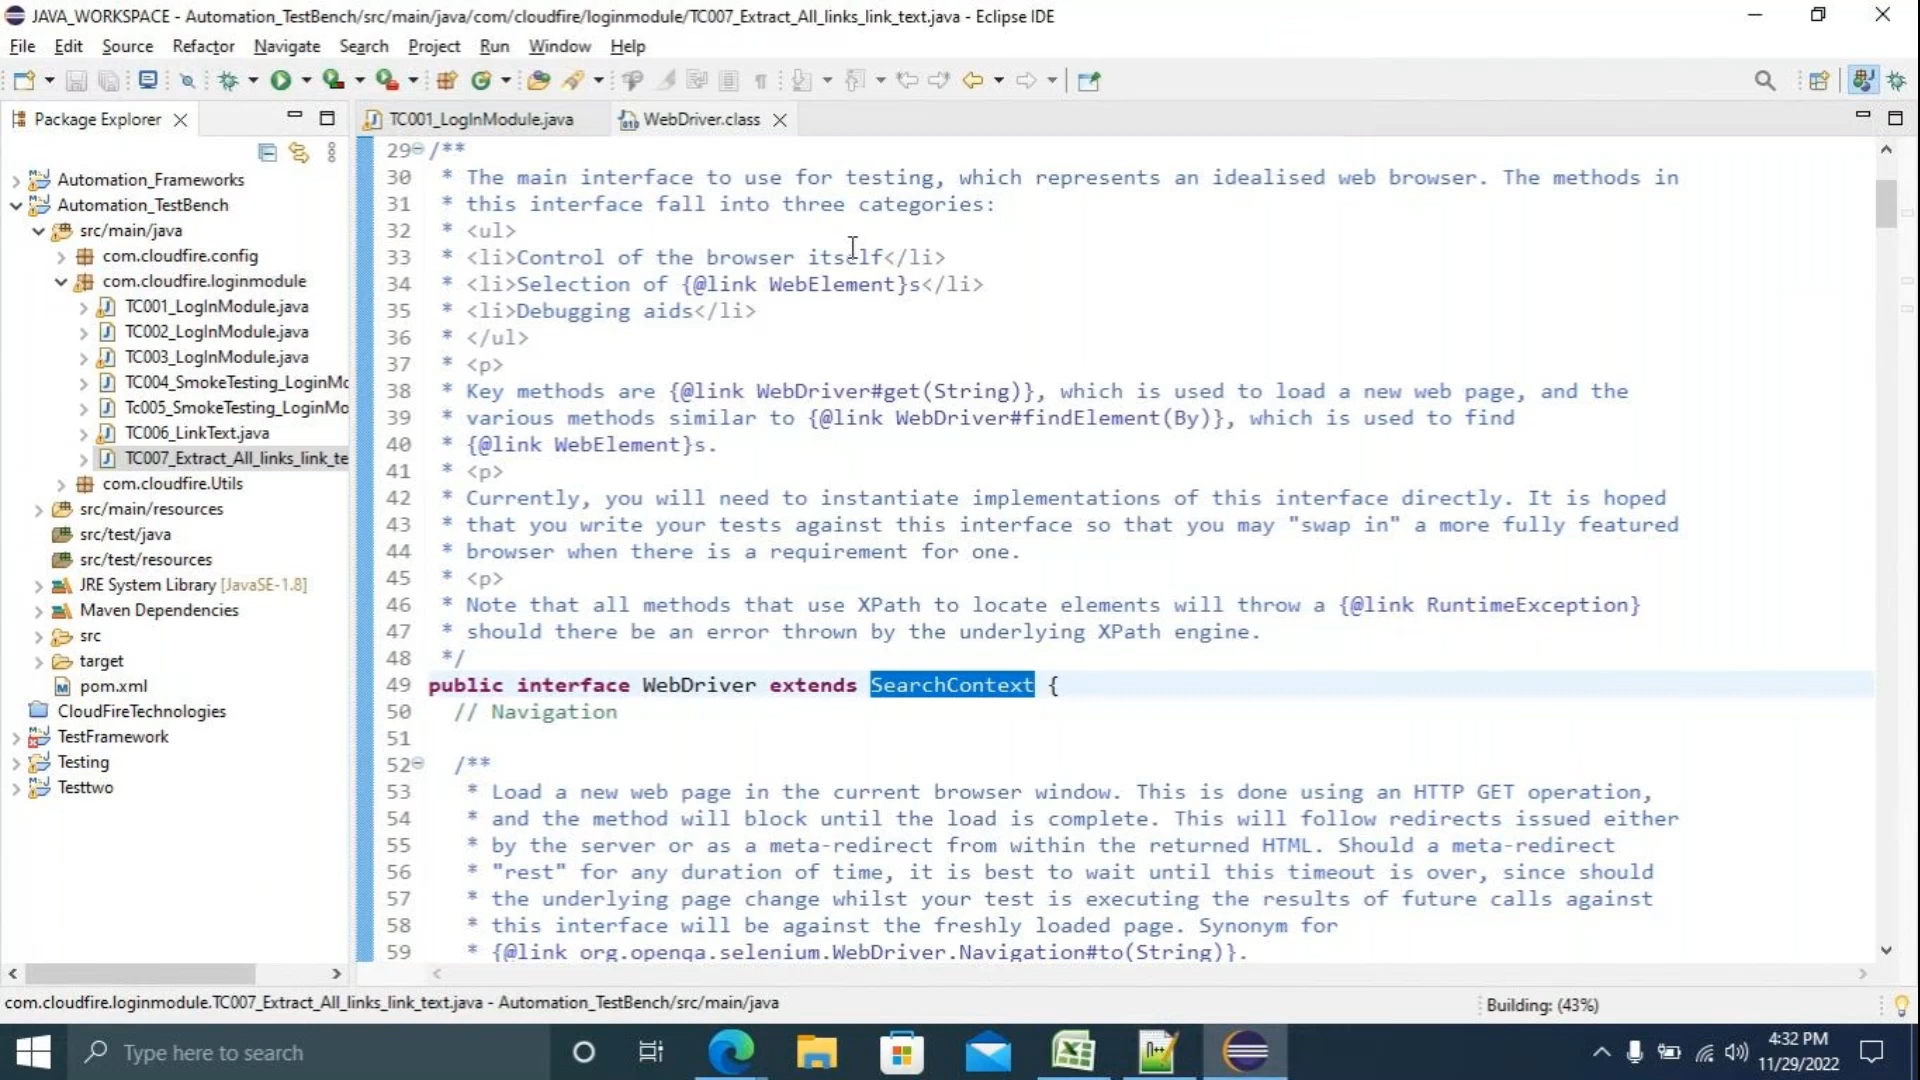 JAVA_WORKSPACE - Automation_TestBench/src/main/java/com/cloudfire/loginmodule/TC007_Extract_All_links_link_text.java - Eclipse IDE
File Edit Source Refactor Navigate Search Project Run Window Help
Package Explorer
TC001_LogInModule.java
WebDriver.class
Automation_Frameworks
Automation_TestBench
src/main/java
com.cloudfire.config
com.cloudfire.loginmodule
TC001_LogInModule.java
TC002_LogInModule.java
TC003_LogInModule.java
TC004_SmokeTesting_LoginMo
Tc005_SmokeTesting_LoginMo
TC006_LinkText.java
TC007_Extract_All_links_link_te
com.cloudfire.Utils
src/main/resources
src/test/java
src/test/resources
JRE System Library [JavaSE-1.8]
Maven Dependencies
src
target
pom.xml
CloudFireTechnologies
TestFramework
Testing
Testtwo
29 /**
30 * The main interface to use for testing, which represents an idealised web browser. The methods in
31 * this interface fall into three categories:
32 * <ul>
33 * <li>Control of the browser itself</li>
34 * <li>Selection of {@link WebElement}s</li>
35 * <li>Debugging aids</li>
36 * </ul>
37 * <p>
38 * Key methods are {@link WebDriver#get(String)}, which is used to load a new web page, and the
39 * various methods similar to {@link WebDriver#findElement(By)}, which is used to find
40 * {@link WebElement}s.
41 * <p>
42 * Currently, you will need to instantiate implementations of this interface directly. It is hoped
43 * that you write your tests against this interface so that you may "swap in" a more fully featured
44 * browser when there is a requirement for one.
45 * <p>
46 * Note that all methods that use XPath to locate elements will throw a {@link RuntimeException}
47 * should there be an error thrown by the underlying XPath engine.
48 */
49 public interface WebDriver extends SearchContext {
50 // Navigation
51
52 /**
53 * Load a new web page in the current browser window. This is done using an HTTP GET operation,
54 * and the method will block until the load is complete. This will follow redirects issued either
55 * by the server or as a meta-redirect from within the returned HTML. Should a meta-redirect
56 * "rest" for any duration of time, it is best to wait until this timeout is over, since should
57 * the underlying page change whilst your test is executing the results of future calls against
58 * this interface will be against the freshly loaded page. Synonym for
59 * {@link org.openqa.selenium.WebDriver.Navigation#to(String)}.
com.cloudfire.loginmodule.TC007_Extract_All_links_link_text.java - Automation_TestBench/src/main/java
Building: (43%)
Type here to search
4:32 PM
11/29/2022